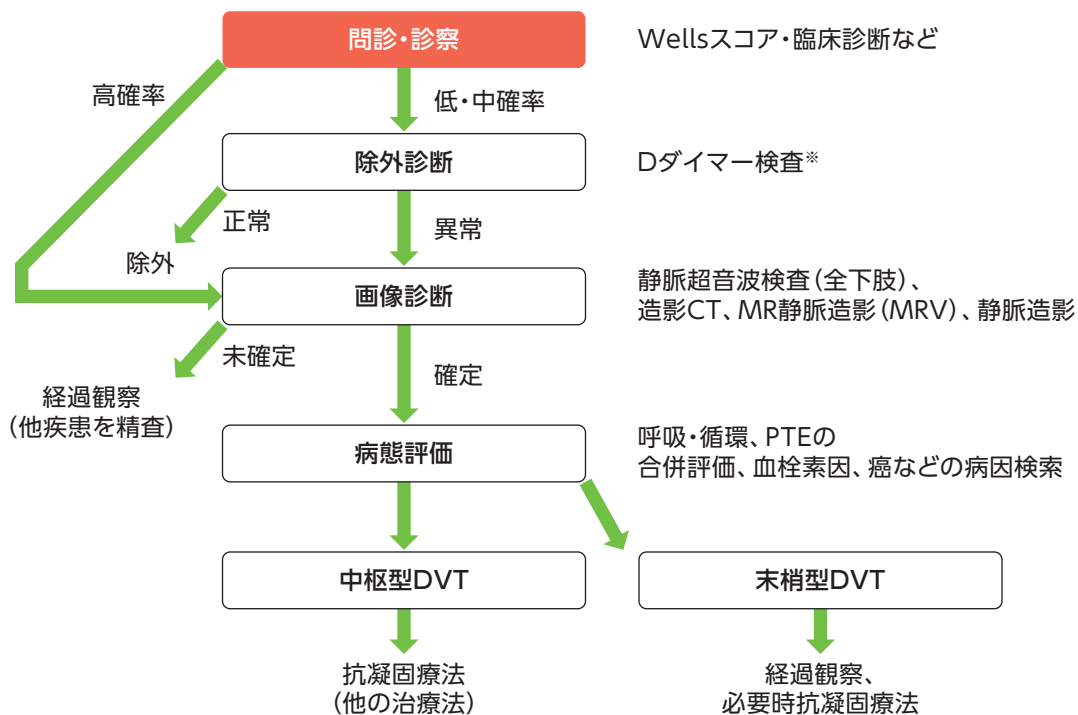 問診・診察
Wellsスコア・臨床診断など
高確率
低・中確率
除外診断
Dダイマー検査※
正常
異常
除外
画像診断
静脈超音波検査（全下肢）、
造影CT、MR静脈造影（MRV）、静脈造影
未確定
確定
経過観察
（他疾患を精査）
病態評価
呼吸・循環、PTEの
合併評価、血栓素因、癌などの病因検索
中枢型DVT
末梢型DVT
抗凝固療法
（他の治療法）
経過観察、
必要時抗凝固療法